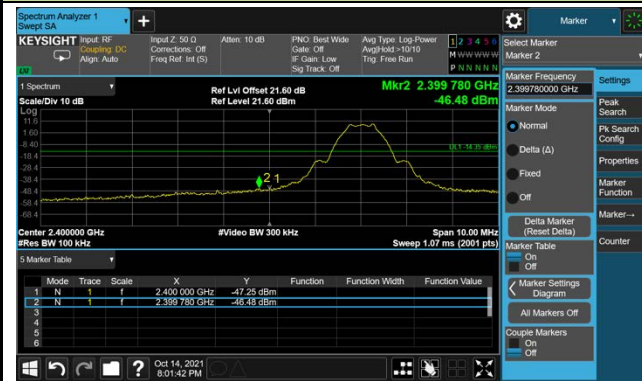 Spectrum Analyzer 1
Swept SA
Marker
KEYSIGHT
Input: RF
Coupling: DC
Align: Auto
Input Z: 50 Ω
Corrections: Off
Freq Ref: Int (S)
Atten: 10 dB
PNO: Best Wide
Gate: Off
IF Gain: Low
Sig Track: Off
Avg Type: Log-Power
Avg|Hold >10/10
Trig: Free Run
1 2 3 4 5 6
M W W W W W
P N N N N N
Select Marker
Marker 2
1 Spectrum
Scale/Div 10 dB
Log
Ref Lvl Offset 21.60 dB
Ref Level 21.60 dBm
Mkr2 2.399 780 GHz
-46.48 dBm
11.6
1.60
-8.40
-18.4
-28.4
-38.4
-48.4
-58.4
-68.4
DL1 -14.35 dBm
2 1
Center 2.400000 GHz
#Res BW 100 kHz
#Video BW 300 kHz
Span 10.00 MHz
Sweep 1.07 ms (2001 pts)
5 Marker Table
Mode Trace Scale X Y Function Function Width Function Value
1 N 1 f 2.400 000 GHz -47.25 dBm
2 N 1 f 2.399 780 GHz -46.48 dBm
3
4
5
6
Marker Frequency
2.399780000 GHz
Marker Mode
Normal
Delta (Δ)
Fixed
Off
Delta Marker
(Reset Delta)
Marker Table
On
Off
Marker Settings
Diagram
All Markers Off
Couple Markers
On
Off
Settings
Peak
Search
Pk Search
Config
Properties
Marker
Function
Marker→
Counter
?
Oct 14, 2021
8:01:42 PM